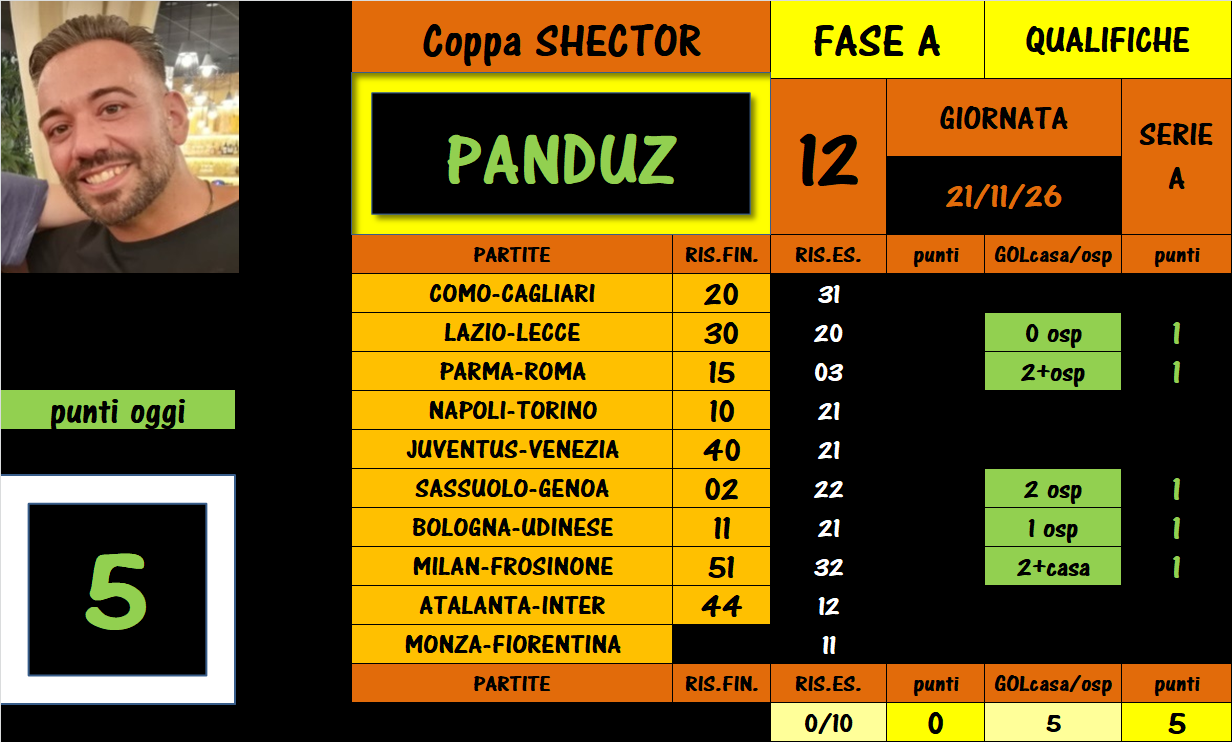 Coppa SHECTOR FASE A QUALIFICHE
PANDUZ 12 GIORNATA SERIE A
21/11/26
PARTITE RIS.FIN. RIS.ES. punti GOLcasa/osp punti
COMO-CAGLIARI 20 31
LAZIO-LECCE 30 20 0 osp 1
PARMA-ROMA 15 03 2+osp 1
punti oggi
NAPOLI-TORINO 10 21
JUVENTUS-VENEZIA 40 21
SASSUOLO-GENOA 02 22 2 osp 1
BOLOGNA-UDINESE 11 21 1 osp 1
5
MILAN-FROSINONE 51 32 2+casa 1
ATALANTA-INTER 44 12
MONZA-FIORENTINA 11
PARTITE RIS.FIN. RIS.ES. punti GOLcasa/osp punti
0/10 0 5 5